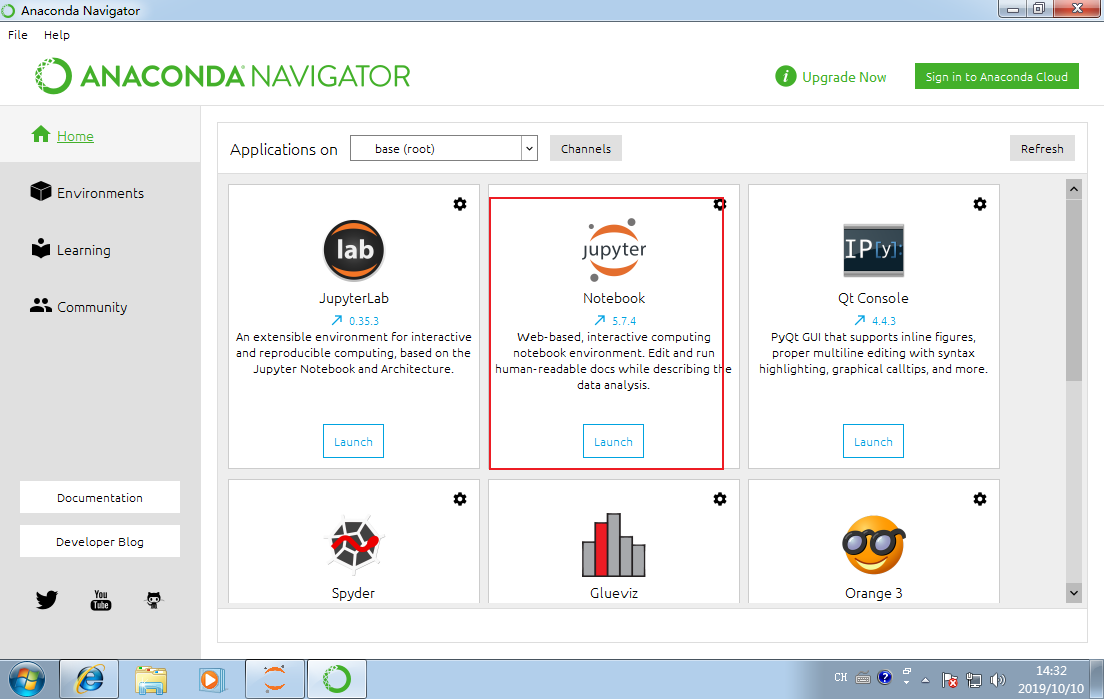 Anaconda Navigator
File Help
ANACONDA NAVIGATOR
i Upgrade Now
Sign in to Anaconda Cloud
Home
Environments
Learning
Community
Documentation
Developer Blog
You
Tube
Applications on
base (root)
Channels
Refresh
lab
JupyterLab
0.35.3
An extensible environment for interactive
and reproducible computing, based on the
Jupyter Notebook and Architecture.
Launch
jupyter
Notebook
5.7.4
Web-based, interactive computing
notebook environment. Edit and run
human-readable docs while describing the
data analysis.
Launch
IP[y]:
Qt Console
4.4.3
PyQt GUI that supports inline figures,
proper multiline editing with syntax
highlighting, graphical calltips, and more.
Launch
Spyder
Glueviz
Orange 3
CH
?
14:32
2019/10/10